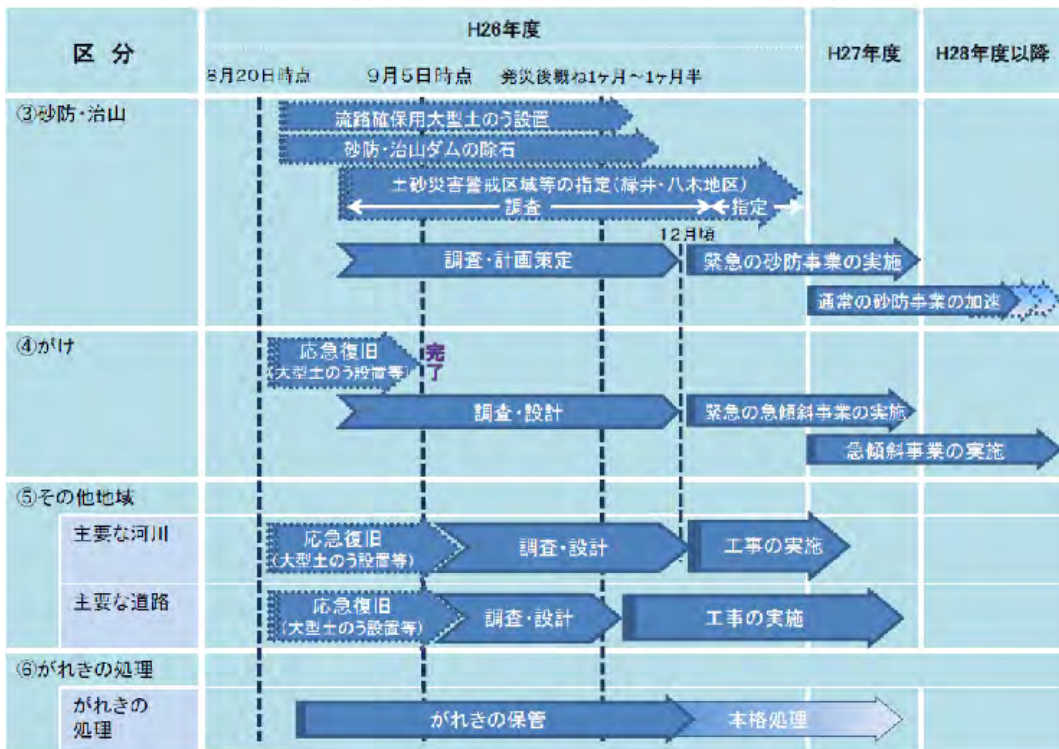 区 分
H26年度
H27年度
H28年度以降
8月20日時点
9月5日時点
発災後概ね1ヶ月～1ヶ月半
③砂防・治山
流路確保用大型土のう設置
砂防・治山ダムの除石
土砂災害警戒区域等の指定(緑井・八木地区)
調査
指定
12月頃
調査・計画策定
緊急の砂防事業の実施
通常の砂防事業の加速
④がけ
応急復旧
(大型土のう設置等)
完了
調査・設計
緊急の急傾斜事業の実施
急傾斜事業の実施
⑤その他地域
主要な河川
応急復旧
(大型土のう設置等)
調査・設計
工事の実施
主要な道路
応急復旧
(大型土のう設置等)
調査・設計
工事の実施
⑥がれきの処理
がれきの
処理
がれきの保管
本格処理